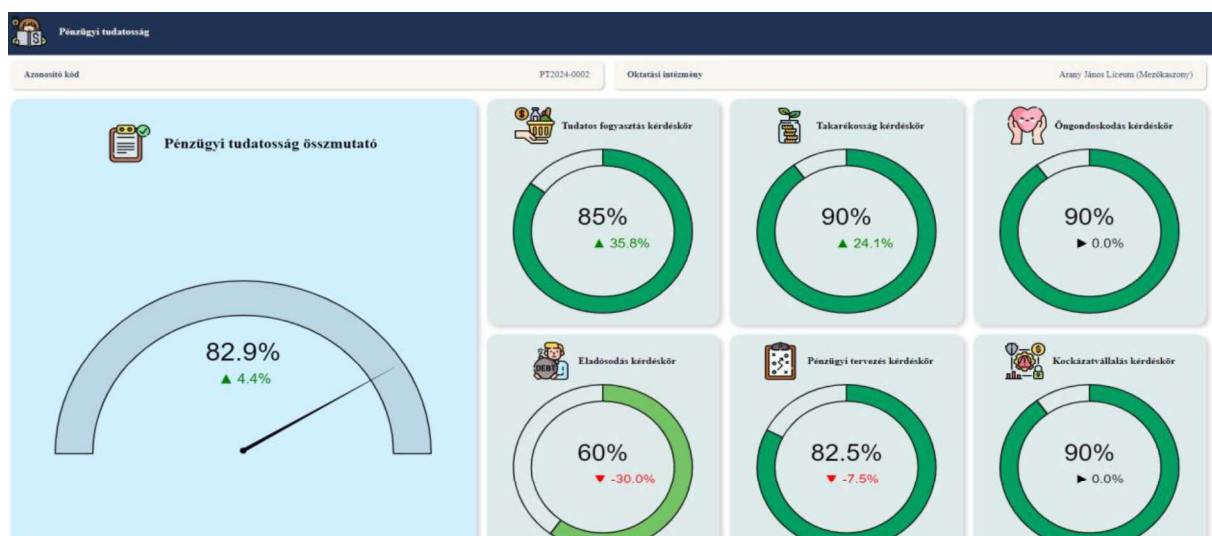 Pénzügyi tudatosság
Azonosító kód
PT2024-0002
Oktatási intézmény
Arany János Líceum (Mezőkaszony)
Pénzügyi tudatosság összmutató
82.9%
▲ 4.4%
Tudatos fogyasztás kérdéskör
85%
▲ 35.8%
Takarékosság kérdéskör
90%
▲ 24.1%
Öngondoskodás kérdéskör
90%
► 0.0%
DEBT
Eladósodás kérdéskör
60%
▼ -30.0%
Pénzügyi tervezés kérdéskör
82.5%
▼ -7.5%
Kockázatvállalás kérdéskör
90%
► 0.0%